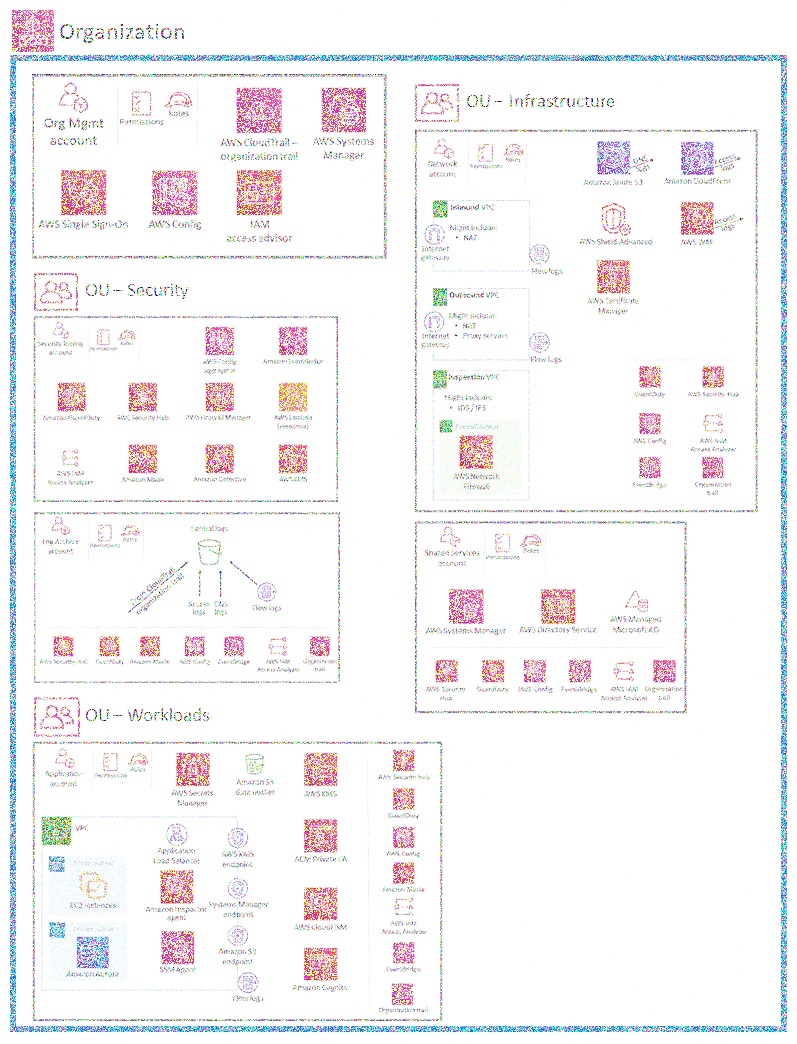 Organization
Org Mgmt
account
Permissions
Roles
AWS CloudTrail –
organization trail
AWS Systems
Manager
AWS Single Sign-On
AWS Config
IAM
access advisor
OU – Security
Security Tooling
account
Permissions
Roles
AWS Config
Amazon EventBridge
Amazon GuardDuty
AWS Security Hub
AWS Firewall Manager
AWS Lambda
AWS IAM
Access Analyzer
Amazon Macie
Amazon Detective
AWS KMS
Log Archive
account
Permissions
Roles
Central logs
From CloudTrail
organization trail
Access
logs
DNS
logs
Flow logs
AWS Security Hub
GuardDuty
Amazon Macie
AWS Config
EventBridge
AWS IAM
Access Analyzer
Organization
trail
OU – Workloads
Application
account
Permissions
Roles
AWS Secrets
Manager
Amazon S3
data bucket
AWS KMS
VPC
Application
Load Balancer
AWS KMS
endpoint
EC2 instances
Amazon Inspector
agent
Systems Manager
endpoint
Amazon Aurora
SSM Agent
Amazon S3
endpoint
Flow logs
ACM Private CA
AWS CloudHSM
Amazon Cognito
AWS Security Hub
GuardDuty
AWS Config
Amazon Macie
AWS IAM
Access Analyzer
EventBridge
Organization trail
OU – Infrastructure
Network
account
Permissions
Roles
Amazon Route 53
DNS
logs
Amazon CloudFront
Access
logs
Inbound VPC
Might include:
• NAT
Internet
gateway
Flow logs
AWS Shield Advanced
AWS WAF
Access
logs
AWS Certificate
Manager
Outbound VPC
Might include:
• NAT
• Proxy servers
Internet
gateway
Flow logs
Inspection VPC
Might include:
• IDS / IPS
AWS Network
Firewall
GuardDuty
AWS Security Hub
AWS Config
AWS IAM
Access Analyzer
EventBridge
Organization
trail
Shared Services
account
Permissions
Roles
AWS Systems Manager
AWS Directory Service
AWS Managed
Microsoft AD
AWS Security
Hub
GuardDuty
AWS Config
EventBridge
AWS IAM
Access Analyzer
Organization
trail